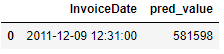 InvoiceDate pred_value
0 2011-12-09 12:31:00 581598